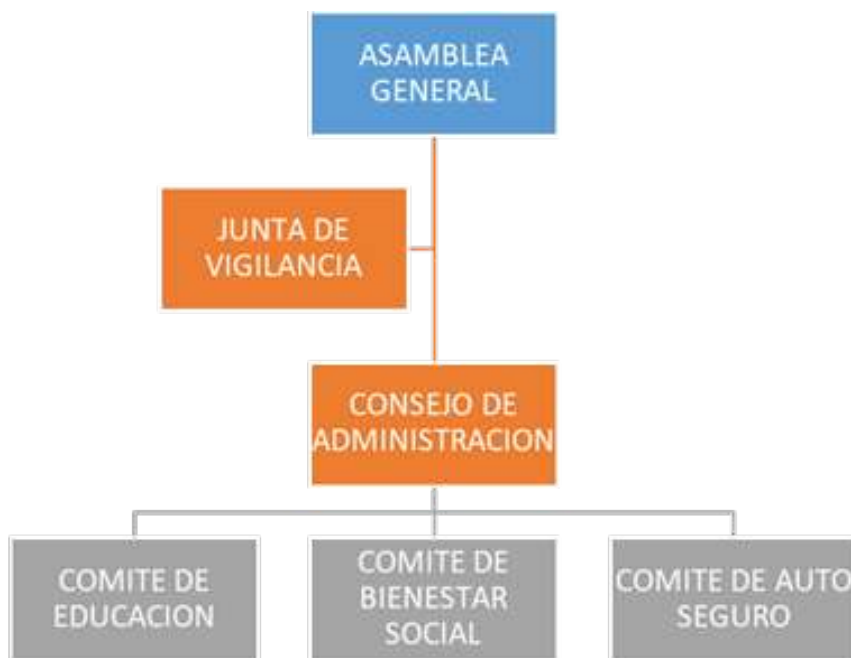 ASAMBLEA
GENERAL
JUNTA DE
VIGILANCIA
CONSEJO DE
ADMINISTRACION
COMITE DE
EDUCACION
COMITE DE
BIENESTAR
SOCIAL
COMITE DE AUTO
SEGURO